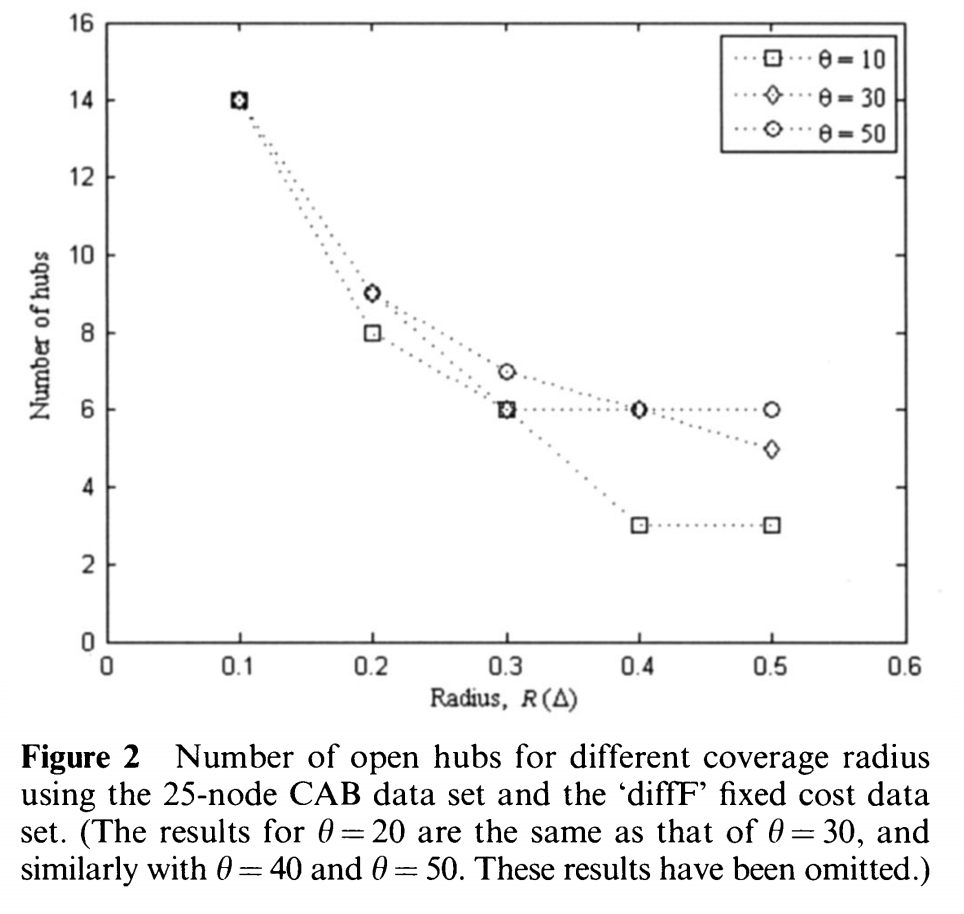 16
14
12
10
8
6
4
2
0
Number of hubs
θ = 10
θ = 30
θ = 50
0 0.1 0.2 0.3 0.4 0.5 0.6
Radius, R(Δ)
Figure 2 Number of open hubs for different coverage radius
using the 25-node CAB data set and the ‘diffF’ fixed cost data
set. (The results for θ = 20 are the same as that of θ = 30, and
similarly with θ = 40 and θ = 50. These results have been omitted.)